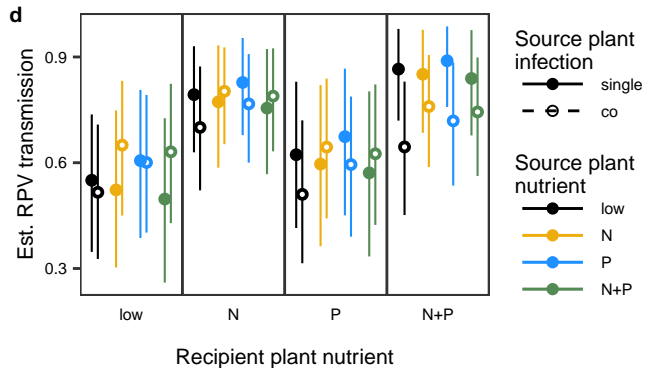 d
Est. RPV transmission
0.9
0.6
0.3
low N P N+P
Recipient plant nutrient
Source plant
infection
single
co
Source plant
nutrient
low
N
P
N+P